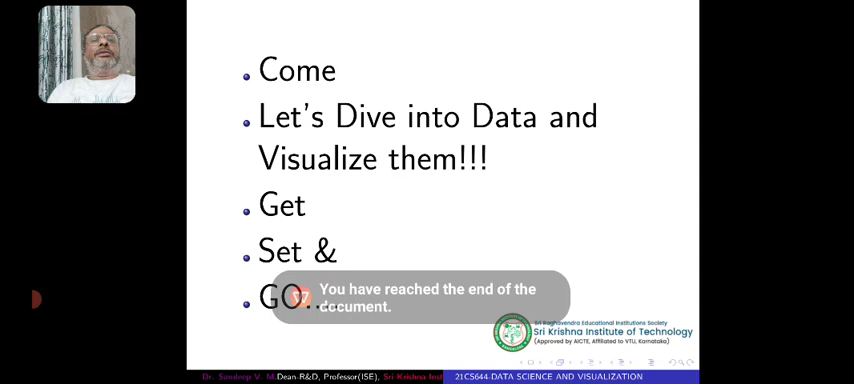 Come
Let's Dive into Data and
Visualize them!!!
Get
Set &
GO....
You have reached the end of the
document.
Sri Raghavendra Educational Institutions Society
Sri Krishna Institute of Technology
(Approved by AICTE, Affiliated to VTU, Karnataka)
Dr. Sandeep V. M,Dean-R&D, Professor(ISE), Sri-Krishna-Ind 21CS644-DATA SCIENCE AND VISUALIZATION